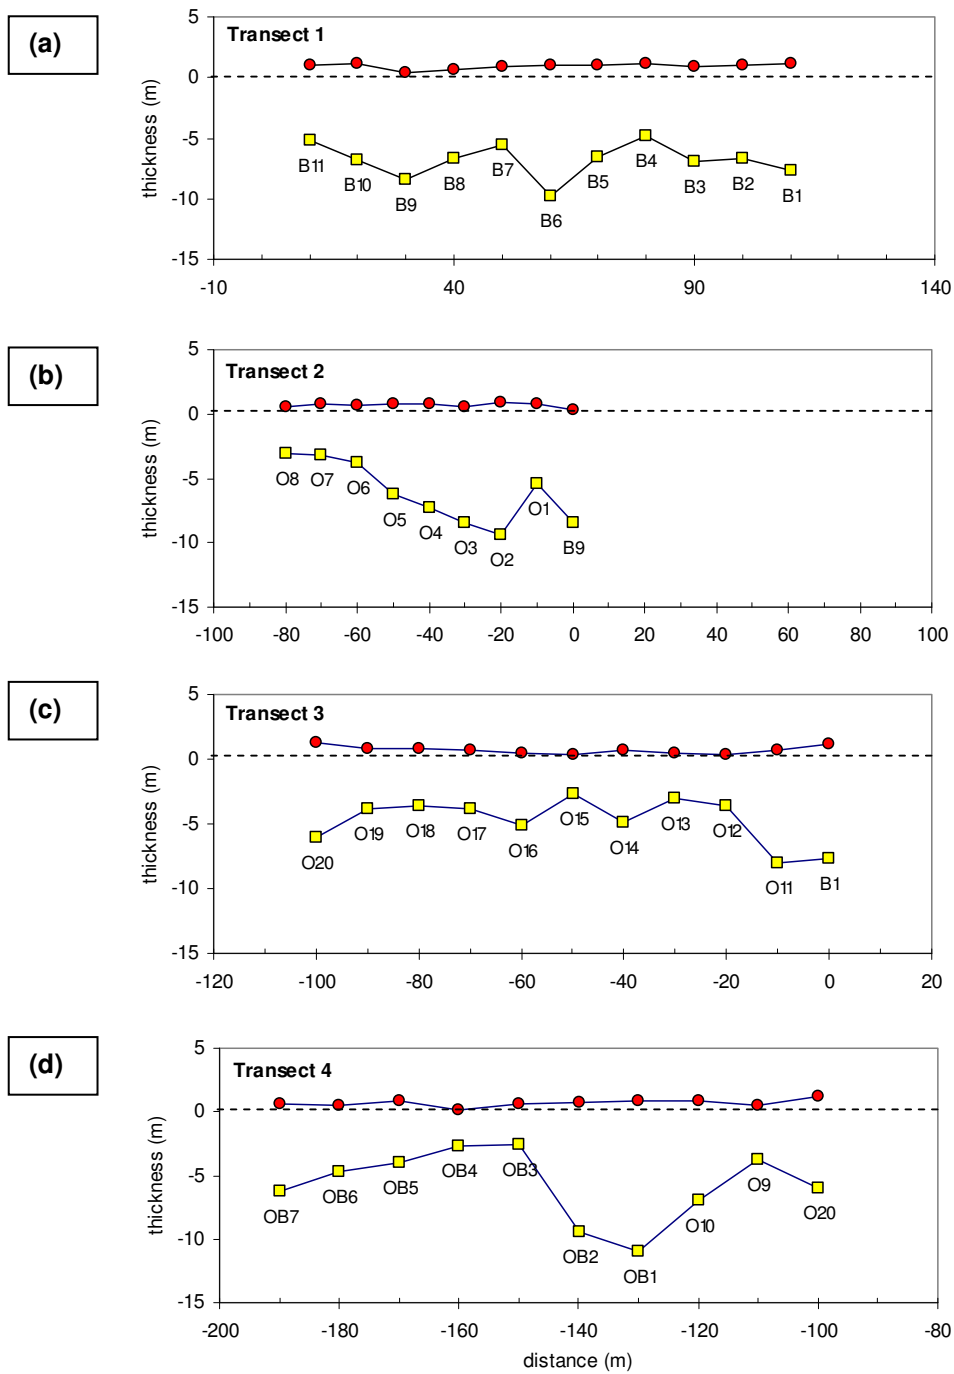 (a)
Transect 1
thickness (m)
5
0
-5
-10
-15
B11
B10
B9
B8
B7
B6
B5
B4
B3
B2
B1
-10 40 90 140
(b)
Transect 2
thickness (m)
5
0
-5
-10
-15
O8
O7
O6
O5
O4
O3
O2
O1
B9
-100 -80 -60 -40 -20 0 20 40 60 80 100
(c)
Transect 3
thickness (m)
5
0
-5
-10
-15
O20
O19
O18
O17
O16
O15
O14
O13
O12
O11
B1
-120 -100 -80 -60 -40 -20 0 20
(d)
Transect 4
thickness (m)
5
0
-5
-10
-15
OB7
OB6
OB5
OB4
OB3
OB2
OB1
O10
O9
O20
-200 -180 -160 -140 -120 -100 -80
distance (m)